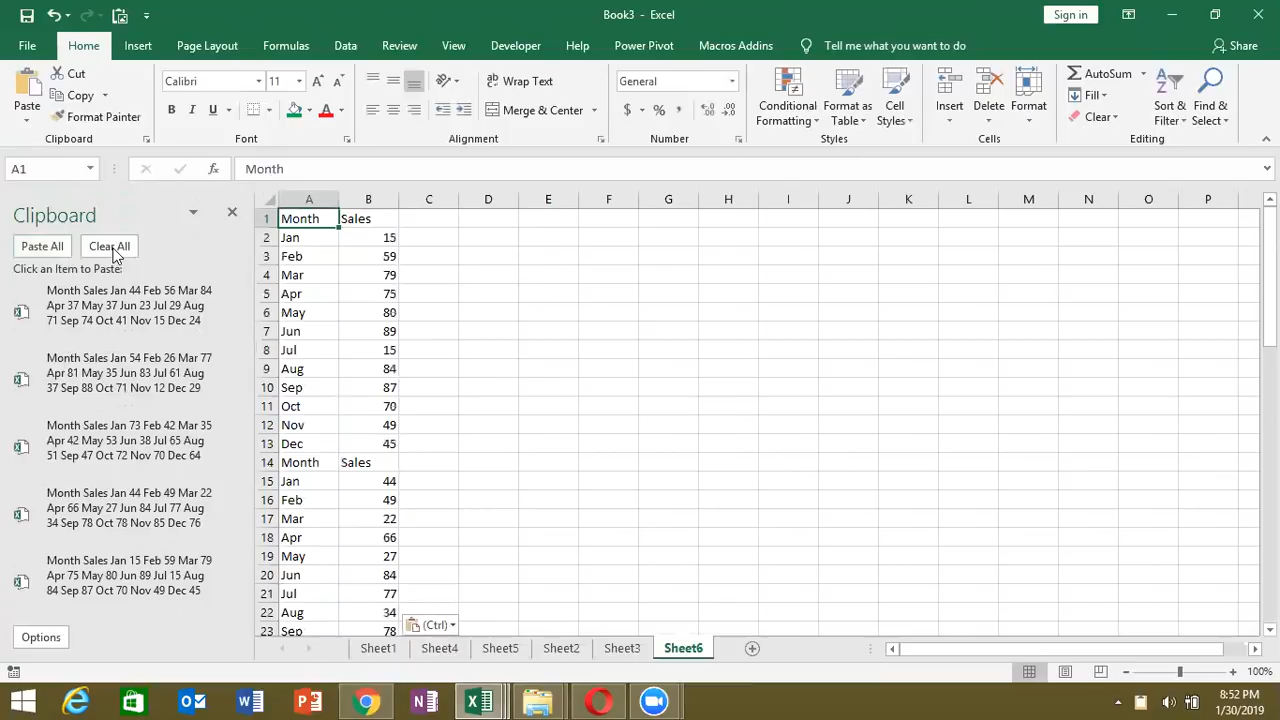 Book3 - Excel
Sign in
File Home Insert Page Layout Formulas Data Review View Developer Help Power Pivot Macros Addins Tell me what you want to do Share
Paste
Cut
Copy
Format Painter
Clipboard
Calibri 11
B I U
Font
Wrap Text
Merge & Center
Alignment
General
$ % ,
Number
Conditional Formatting
Format as Table
Cell Styles
Styles
Insert Delete Format
Cells
AutoSum
Fill
Clear
Sort & Filter
Find & Select
Editing
A1 fx Month
Clipboard
Paste All Clear All
Click an Item to Paste:
Month Sales Jan 44 Feb 56 Mar 84
Apr 37 May 37 Jun 23 Jul 29 Aug
71 Sep 74 Oct 41 Nov 15 Dec 24
Month Sales Jan 54 Feb 26 Mar 77
Apr 81 May 35 Jun 83 Jul 61 Aug
37 Sep 88 Oct 71 Nov 12 Dec 29
Month Sales Jan 73 Feb 42 Mar 35
Apr 42 May 53 Jun 38 Jul 65 Aug
51 Sep 47 Oct 72 Nov 70 Dec 64
Month Sales Jan 44 Feb 49 Mar 22
Apr 66 May 27 Jun 84 Jul 77 Aug
34 Sep 78 Oct 78 Nov 85 Dec 76
Month Sales Jan 15 Feb 59 Mar 79
Apr 75 May 80 Jun 89 Jul 15 Aug
84 Sep 87 Oct 70 Nov 49 Dec 45
Options
A B C D E F G H I J K L M N O P
1 Month Sales
2 Jan 15
3 Feb 59
4 Mar 79
5 Apr 75
6 May 80
7 Jun 89
8 Jul 15
9 Aug 84
10 Sep 87
11 Oct 70
12 Nov 49
13 Dec 45
14 Month Sales
15 Jan 44
16 Feb 49
17 Mar 22
18 Apr 66
19 May 27
20 Jun 84
21 Jul 77
22 Aug 34
23 Sep 78
(Ctrl)
Sheet1 Sheet4 Sheet5 Sheet2 Sheet3 Sheet6
100%
8:52 PM
1/30/2019